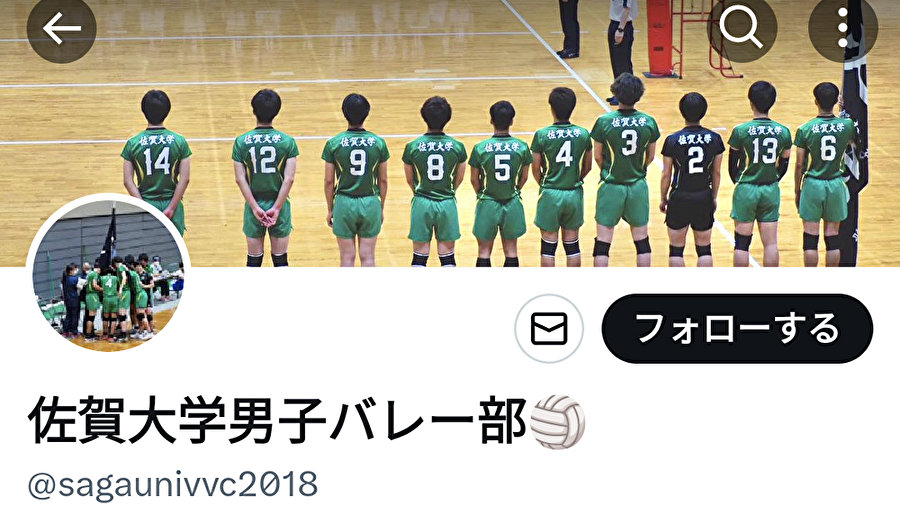 佐賀大学 佐賀大学 佐賀大学 佐賀大学 佐賀大学 佐賀大学 佐賀大学 佐賀大学 佐賀大学 佐賀大学
14 12 9 8 5 4 3 2 13 6
4
フォローする
佐賀大学男子バレー部
@sagaunivvc2018